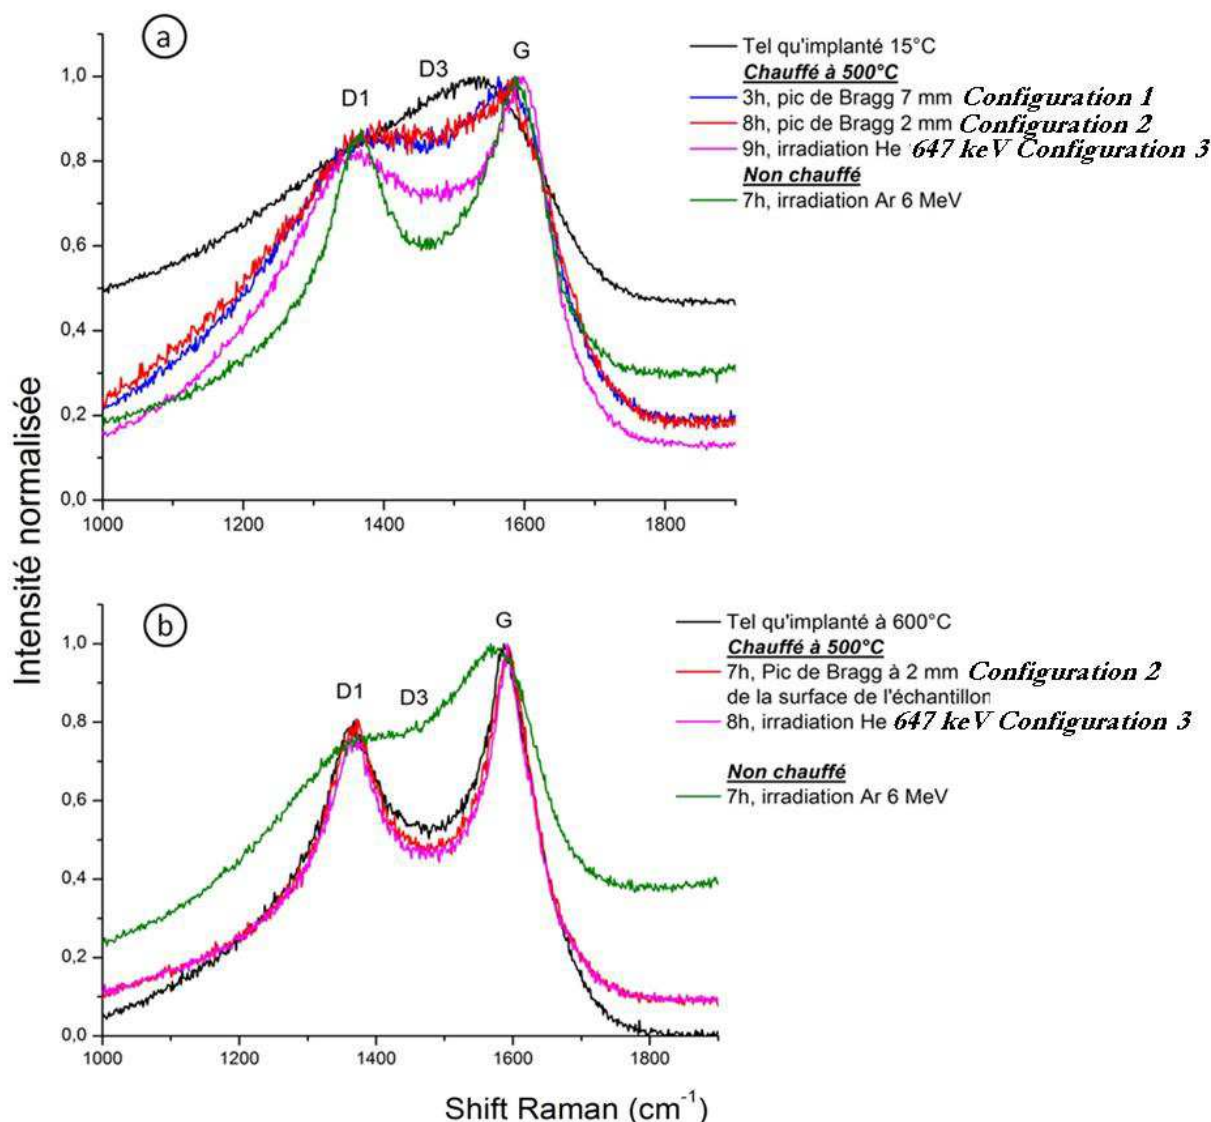 a
D1
D3
G
1,0
0,8
0,6
0,4
0,2
0,0
1000
1200
1400
1600
1800
Tel qu'implanté 15°C
Chauffé à 500°C
3h, pic de Bragg 7 mm Configuration 1
8h, pic de Bragg 2 mm Configuration 2
9h, irradiation He 647 keV Configuration 3
Non chauffé
7h, irradiation Ar 6 MeV
Intensité normalisée
b
D1
D3
G
1,0
0,8
0,6
0,4
0,2
0,0
1000
1200
1400
1600
1800
Tel qu'implanté à 600°C
Chauffé à 500°C
7h, Pic de Bragg à 2 mm Configuration 2
de la surface de l'échantillon
8h, irradiation He 647 keV Configuration 3
Non chauffé
7h, irradiation Ar 6 MeV
Shift Raman (cm⁻¹)